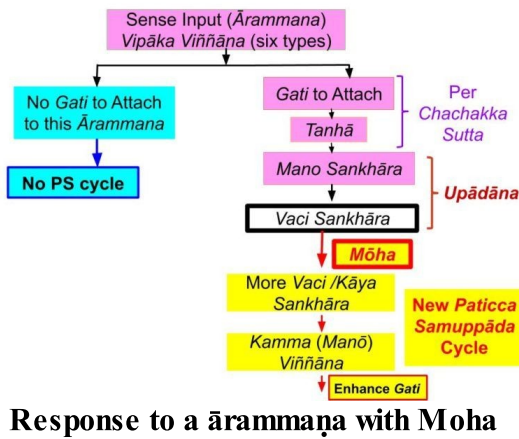 Sense Input (Ārammana)
Vipāka Viññāna (six types)
No Gati to Attach
to this Ārammana
No PS cycle
Gati to Attach
Tanhā
Mano Sankhāra
Vaci Sankhāra
Per
Chachakka
Sutta
Upādāna
Mōha
More Vaci /Kāya
Sankhāra
Kamma (Manō)
Viññāna
Enhance Gati
New Paticca
Samuppāda
Cycle
Response to a ārammaṇa with Moha